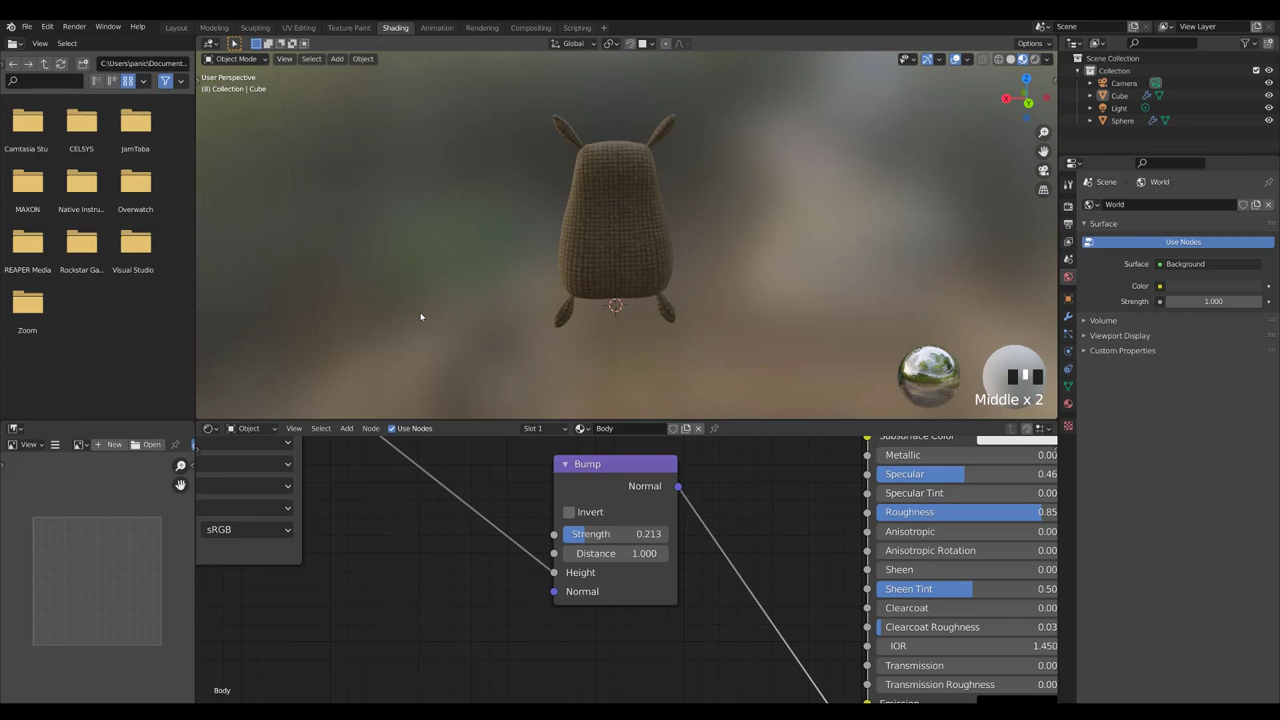 File Edit Render Window Help Layout Modeling Sculpting UV Editing Texture Paint Shading Animation Rendering Compositing Scripting + Scene View Layer
View Select Global Options
C:\Users\panic\Document...
Object Mode View Select Add Object
User Perspective
(8) Collection | Cube
Scene Collection
Collection
Camera
Cube
Light
Sphere
Camtasia Stu CELSYS JamTaba
MAXON Native Instru... Overwatch
REAPER Media Rockstar Ga... Visual Studio
Zoom
Z
X
Y
Scene World
World
Surface
Use Nodes
Surface Background
Color
Strength 1.000
Volume
Viewport Display
Custom Properties
Middle x 2
Object View Select Add Node Use Nodes Slot 1 Body
View New Open
sRGB
Bump
Normal
Invert
Strength 0.213
Distance 1.000
Height
Normal
Subsurface Color
Metallic 0.00
Specular 0.46
Specular Tint 0.00
Roughness 0.85
Anisotropic 0.00
Anisotropic Rotation 0.00
Sheen 0.00
Sheen Tint 0.50
Clearcoat 0.00
Clearcoat Roughness 0.03
IOR 1.450
Transmission 0.00
Transmission Roughness 0.00
Emission
Body